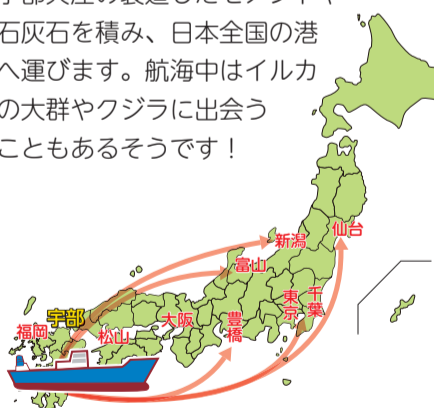 石灰石を積み、日本全国の港
へ運びます。航海中はイルカ
の大群やクジラに出会う
こともあるそうです！
新潟
仙台
富山
宇部
福岡
松山
大阪
豊橋
東京
千葉